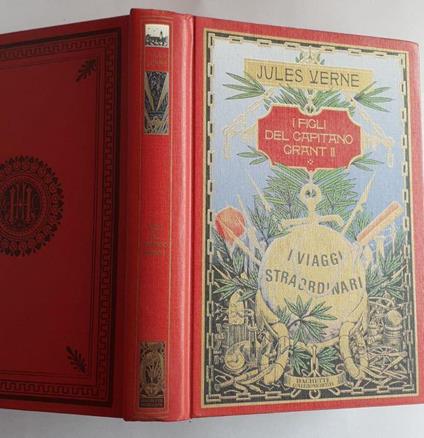 JULES VERNE
I FIGLI
DEL CAPITANO
GRANT II
I VIAGGI
STRAORDINARI
HACHETTE